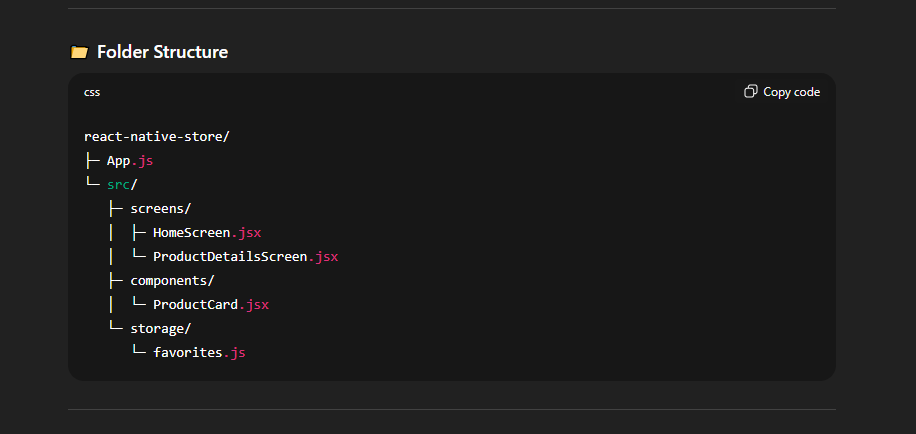 📁 Folder Structure
css
Copy code
react-native-store/
├─ App.js
└─ src/
   ├─ screens/
   │  ├─ HomeScreen.jsx
   │  └─ ProductDetailsScreen.jsx
   ├─ components/
   │  └─ ProductCard.jsx
   └─ storage/
      └─ favorites.js